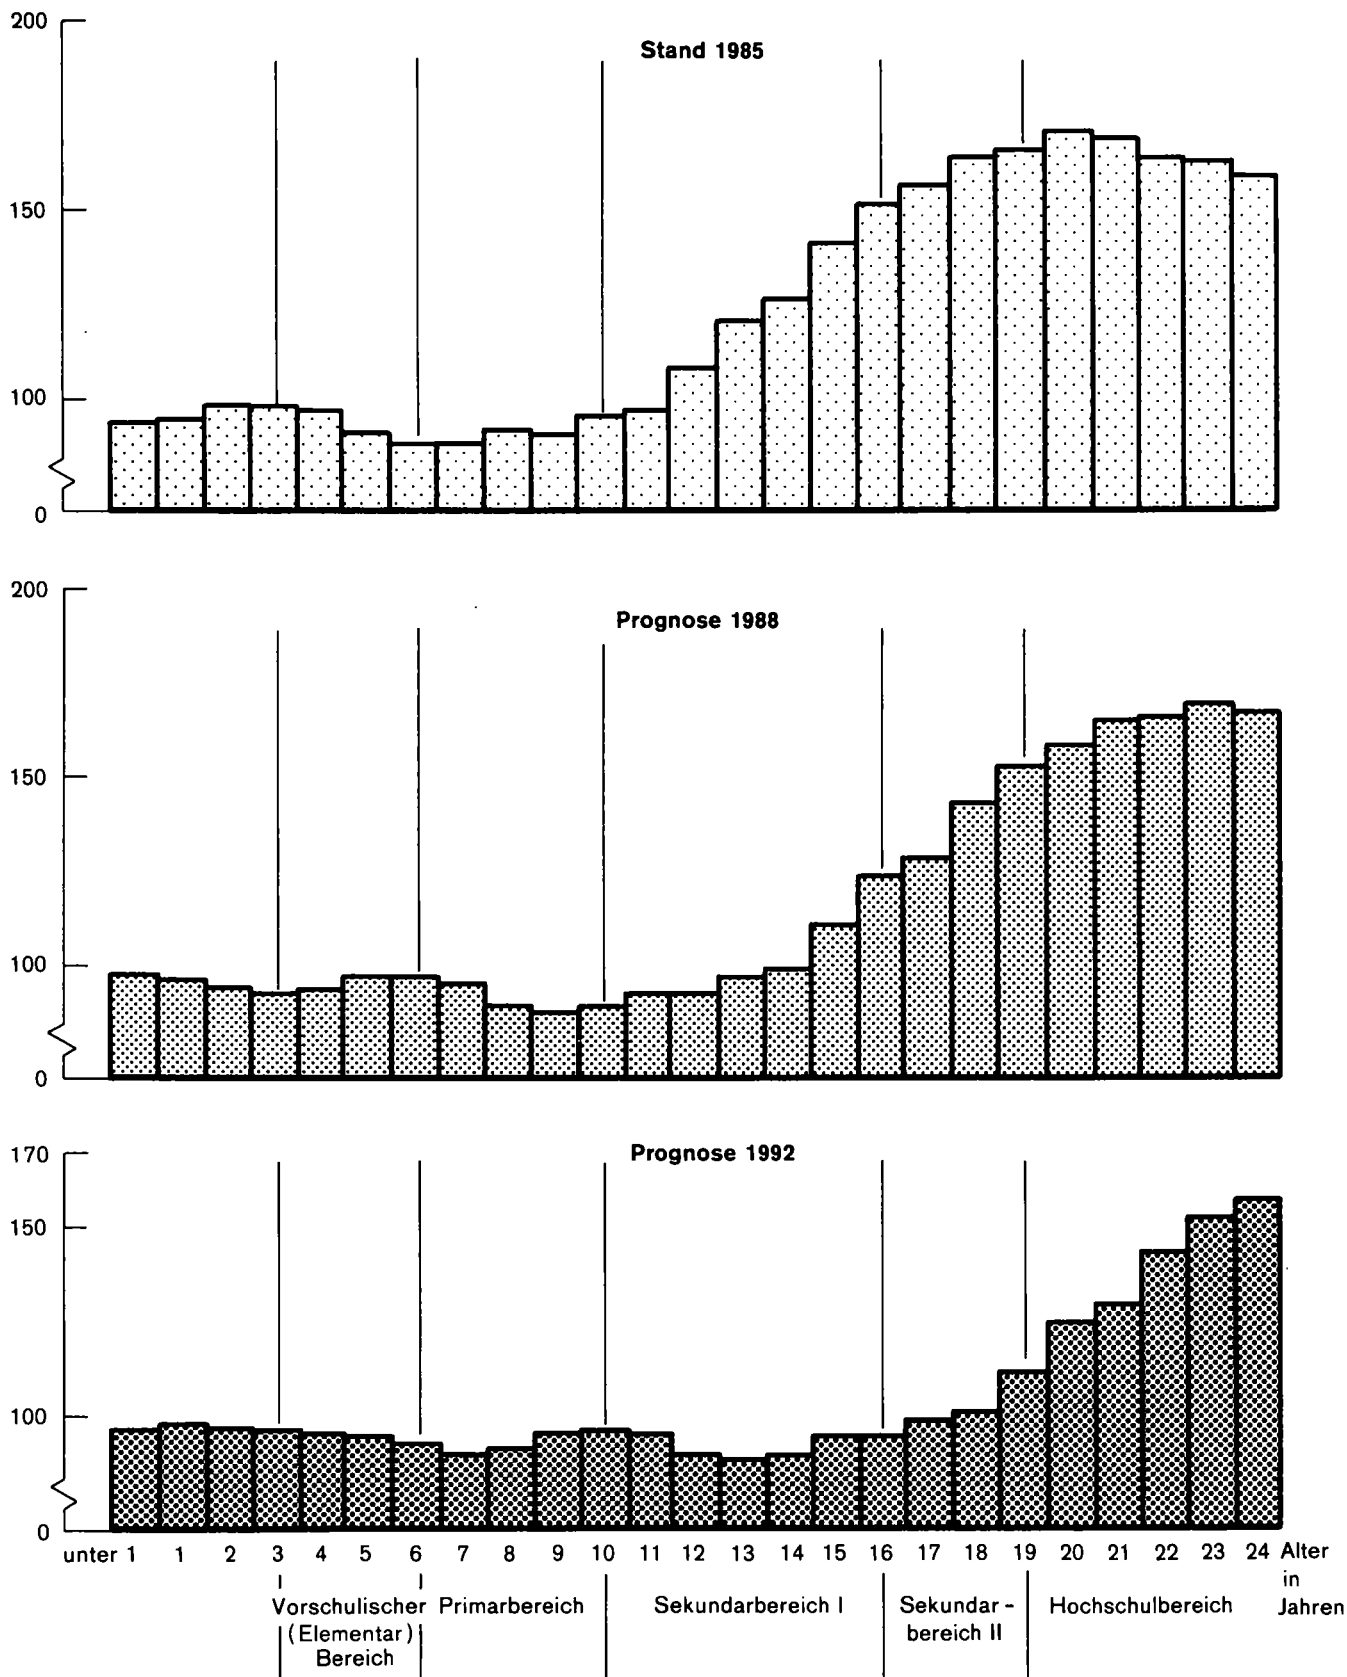 200
Stand 1985
150
100
0
200
Prognose 1988
150
100
0
170
Prognose 1992
150
100
0
unter 1 1 2 3 4 5 6 7 8 9 10 11 12 13 14 15 16 17 18 19 20 21 22 23 24 Alter
in
Jahren
Vorschulischer
(Elementar)
Bereich
Primarbereich
Sekundarbereich I
Sekundar-
bereich II
Hochschulbereich